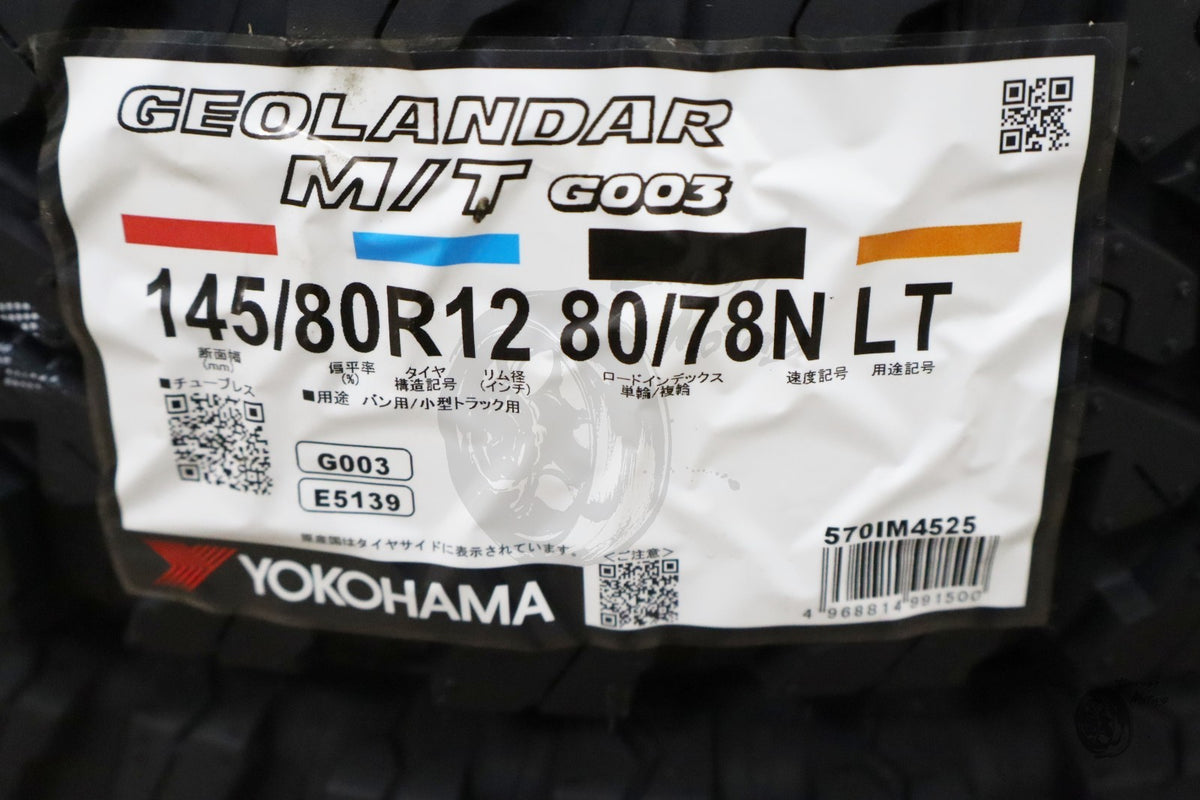 GEOLANDAR
M/T G003
145/80R12 80/78N LT
断面幅 (mm) 偏平率 (%) タイヤ 構造記号 リム径 (インチ) ロードインデックス 単輪/複輪 速度記号 用途記号
■チューブレス ■用途 バン用/小型トラック用
G003
E5139
原産国はタイヤサイドに表示されています。
<ご注意>
YOKOHAMA
570IM4525
4 968814 991500